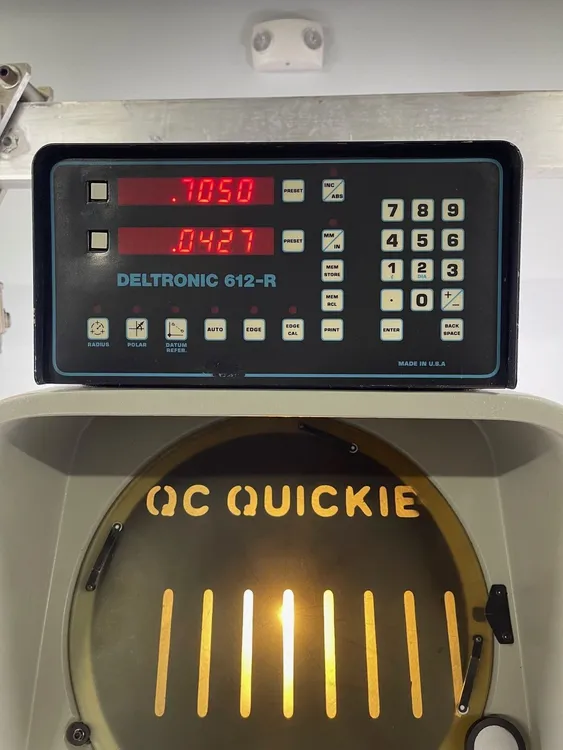 .7050
PRESET
INC/ABS
7 8 9
.0427
PRESET
MM/IN
4 5 6
DELTRONIC 612-R
MEM STORE
1 2 3
MEM RCL
. 0 +/-
RADIUS
POLAR
DATUM REFER.
AUTO
EDGE
EDGE CAL
PRINT
ENTER
BACK SPACE
MADE IN U.S.A
QC QUICKIE